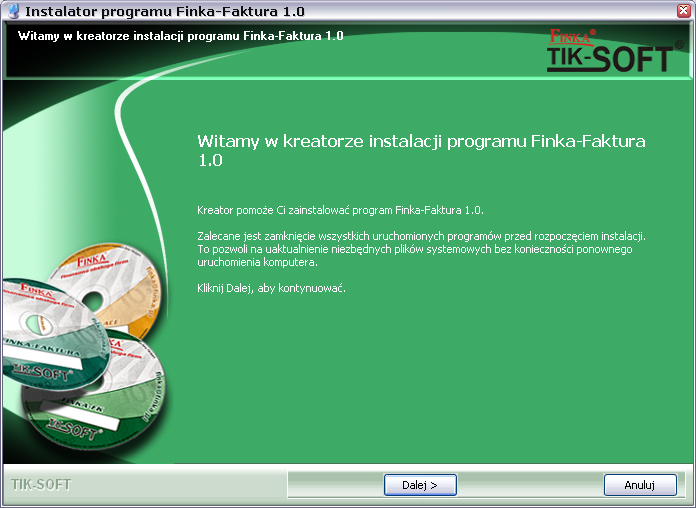 Instalator programu Finka-Faktura 1.0
Witamy w kreatorze instalacji programu Finka-Faktura 1.0
FINKA®
TIK-SOFT®
Witamy w kreatorze instalacji programu Finka-Faktura
1.0
Kreator pomoże Ci zainstalować program Finka-Faktura 1.0.
Zalecane jest zamknięcie wszystkich uruchomionych programów przed rozpoczęciem instalacji.
To pozwoli na uaktualnienie niezbędnych plików systemowych bez konieczności ponownego
uruchomienia komputera.
Kliknij Dalej, aby kontynuować.
FINKA
FINKA
FINKA-FAKTURA
TIK-SOFT
FINKA
FINKA-FK
TIK-SOFT
TIK-SOFT
Dalej >
Anuluj